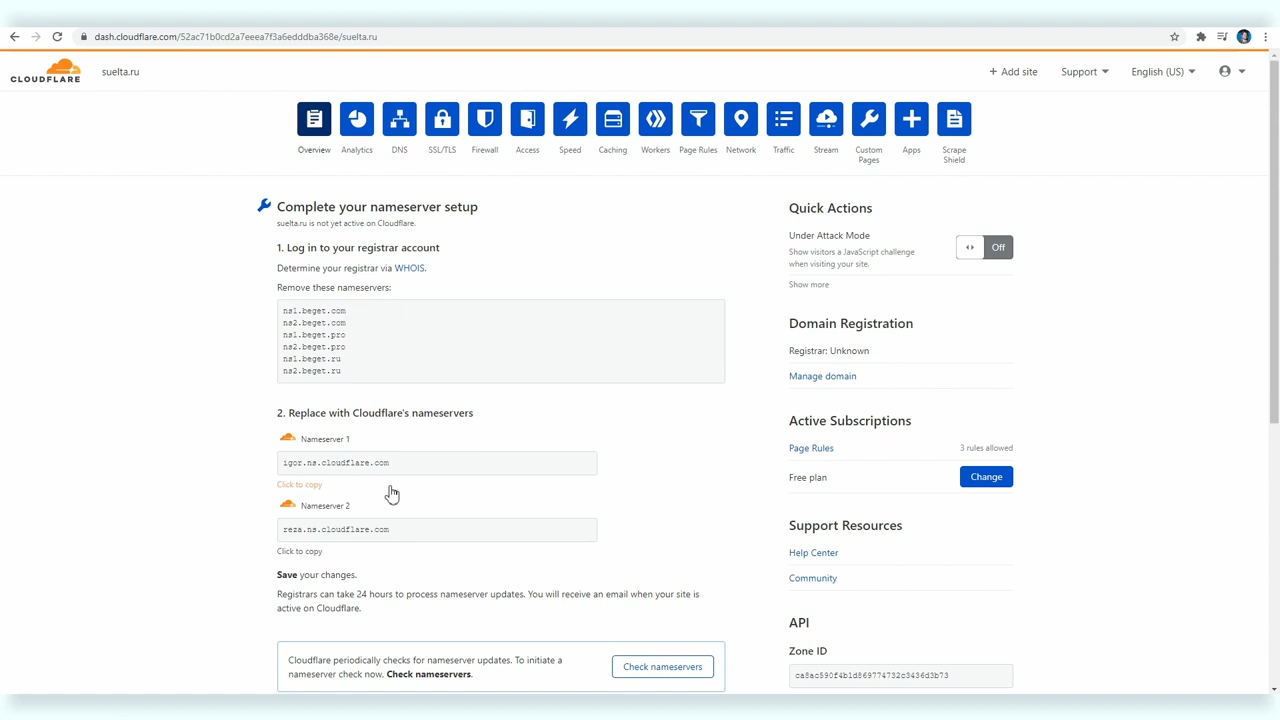 dash.cloudflare.com/52ac71b0cd2a7eeea7f3a6edddba368e/suelta.ru
CLOUDFLARE
suelta.ru
+ Add site
Support
English (US)
Overview
Analytics
DNS
SSL/TLS
Firewall
Access
Speed
Caching
Workers
Page Rules
Network
Traffic
Stream
Custom
Pages
Apps
Scrape
Shield
Complete your nameserver setup
suelta.ru is not yet active on Cloudflare.
1. Log in to your registrar account
Determine your registrar via WHOIS.
Remove these nameservers:
ns1.beget.com
ns2.beget.com
ns1.beget.pro
ns2.beget.pro
ns1.beget.ru
ns2.beget.ru
2. Replace with Cloudflare's nameservers
Nameserver 1
igor.ns.cloudflare.com
Click to copy
Nameserver 2
reza.ns.cloudflare.com
Click to copy
Save your changes.
Registrars can take 24 hours to process nameserver updates. You will receive an email when your site is
active on Cloudflare.
Cloudflare periodically checks for nameserver updates. To initiate a
nameserver check now. Check nameservers.
Check nameservers
Quick Actions
Under Attack Mode
Show visitors a JavaScript challenge
when visiting your site.
Off
Show more
Domain Registration
Registrar: Unknown
Manage domain
Active Subscriptions
Page Rules
3 rules allowed
Free plan
Change
Support Resources
Help Center
Community
API
Zone ID
ca8ac590f4b1d869774732c3436d3b73